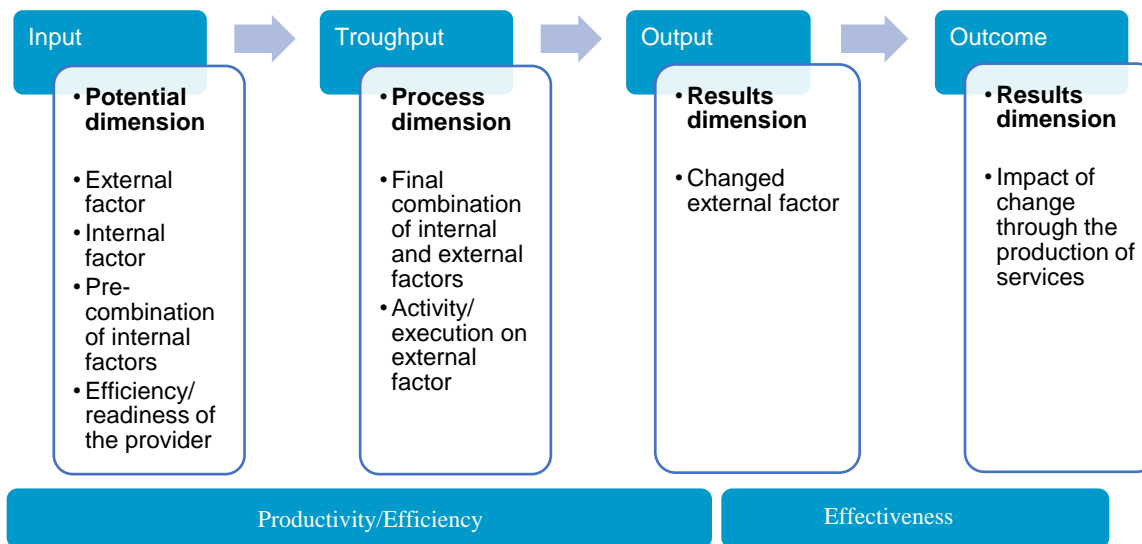 Input
• Potential
dimension
• External
factor
• Internal
factor
• Pre-
combination
of internal
factors
• Efficiency/
readiness of
the provider
Troughput
• Process
dimension
• Final
combination
of internal
and external
factors
• Activity/
execution on
external
factor
Output
• Results
dimension
• Changed
external factor
Outcome
• Results
dimension
• Impact of
change
through the
production of
services
Productivity/Efficiency
Effectiveness